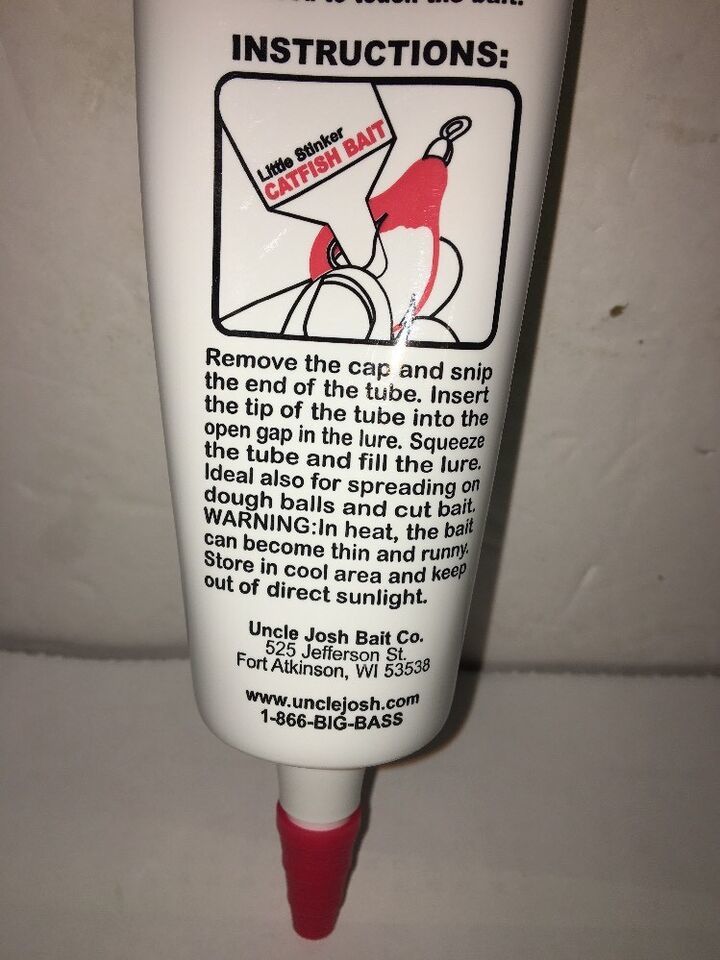 to touch the bait.
INSTRUCTIONS:
Little Stinker
CATFISH BAIT
Remove the cap and snip
the end of the tube. Insert
the tip of the tube into the
open gap in the lure. Squeeze
the tube and fill the lure.
Ideal also for spreading on
dough balls and cut bait.
WARNING:In heat, the bait
can become thin and runny.
Store in cool area and keep
out of direct sunlight.
Uncle Josh Bait Co.
525 Jefferson St.
Fort Atkinson, WI 53538
www.unclejosh.com
1-866-BIG-BASS